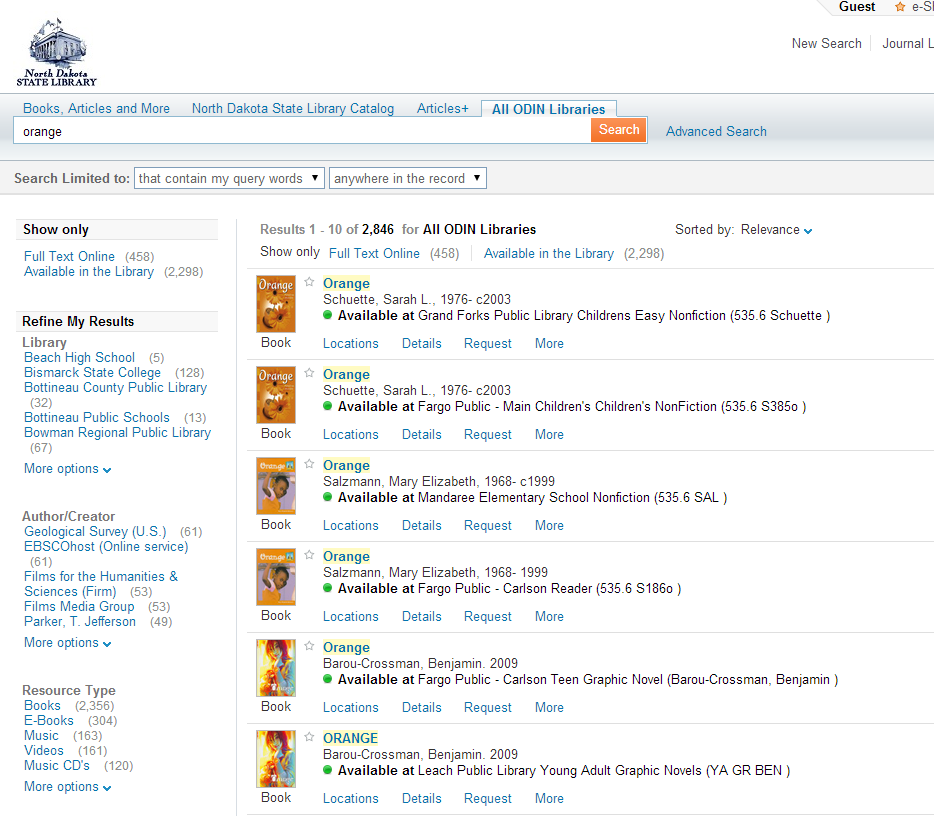 Guest e-S
North Dakota
STATE LIBRARY
New Search Journal L
Books, Articles and More North Dakota State Library Catalog Articles+ All ODIN Libraries
orange Search Advanced Search
Search Limited to: that contain my query words anywhere in the record
Show only
Full Text Online (458)
Available in the Library (2,298)
Refine My Results
Library
Beach High School (5)
Bismarck State College (128)
Bottineau County Public Library
(32)
Bottineau Public Schools (13)
Bowman Regional Public Library
(67)
More options
Author/Creator
Geological Survey (U.S.) (61)
EBSCOhost (Online service)
(61)
Films for the Humanities &
Sciences (Firm) (53)
Films Media Group (53)
Parker, T. Jefferson (49)
More options
Resource Type
Books (2,356)
E-Books (304)
Music (163)
Videos (161)
Music CD's (120)
More options
Results 1 - 10 of 2,846 for All ODIN Libraries Sorted by: Relevance
Show only Full Text Online (458) Available in the Library (2,298)
Orange
Orange
Schuette, Sarah L., 1976- c2003
Available at Grand Forks Public Library Childrens Easy Nonfiction (535.6 Schuette )
Book Locations Details Request More
Orange
Orange
Schuette, Sarah L., 1976- c2003
Available at Fargo Public - Main Children's Children's NonFiction (535.6 S385o )
Book Locations Details Request More
Orange
Orange
Salzmann, Mary Elizabeth, 1968- c1999
Available at Mandaree Elementary School Nonfiction (535.6 SAL )
Book Locations Details Request More
Orange
Orange
Salzmann, Mary Elizabeth, 1968- 1999
Available at Fargo Public - Carlson Reader (535.6 S186o )
Book Locations Details Request More
Orange
Barou-Crossman, Benjamin. 2009
Available at Fargo Public - Carlson Teen Graphic Novel (Barou-Crossman, Benjamin )
Book Locations Details Request More
ORANGE
Barou-Crossman, Benjamin. 2009
Available at Leach Public Library Young Adult Graphic Novels (YA GR BEN )
Book Locations Details Request More